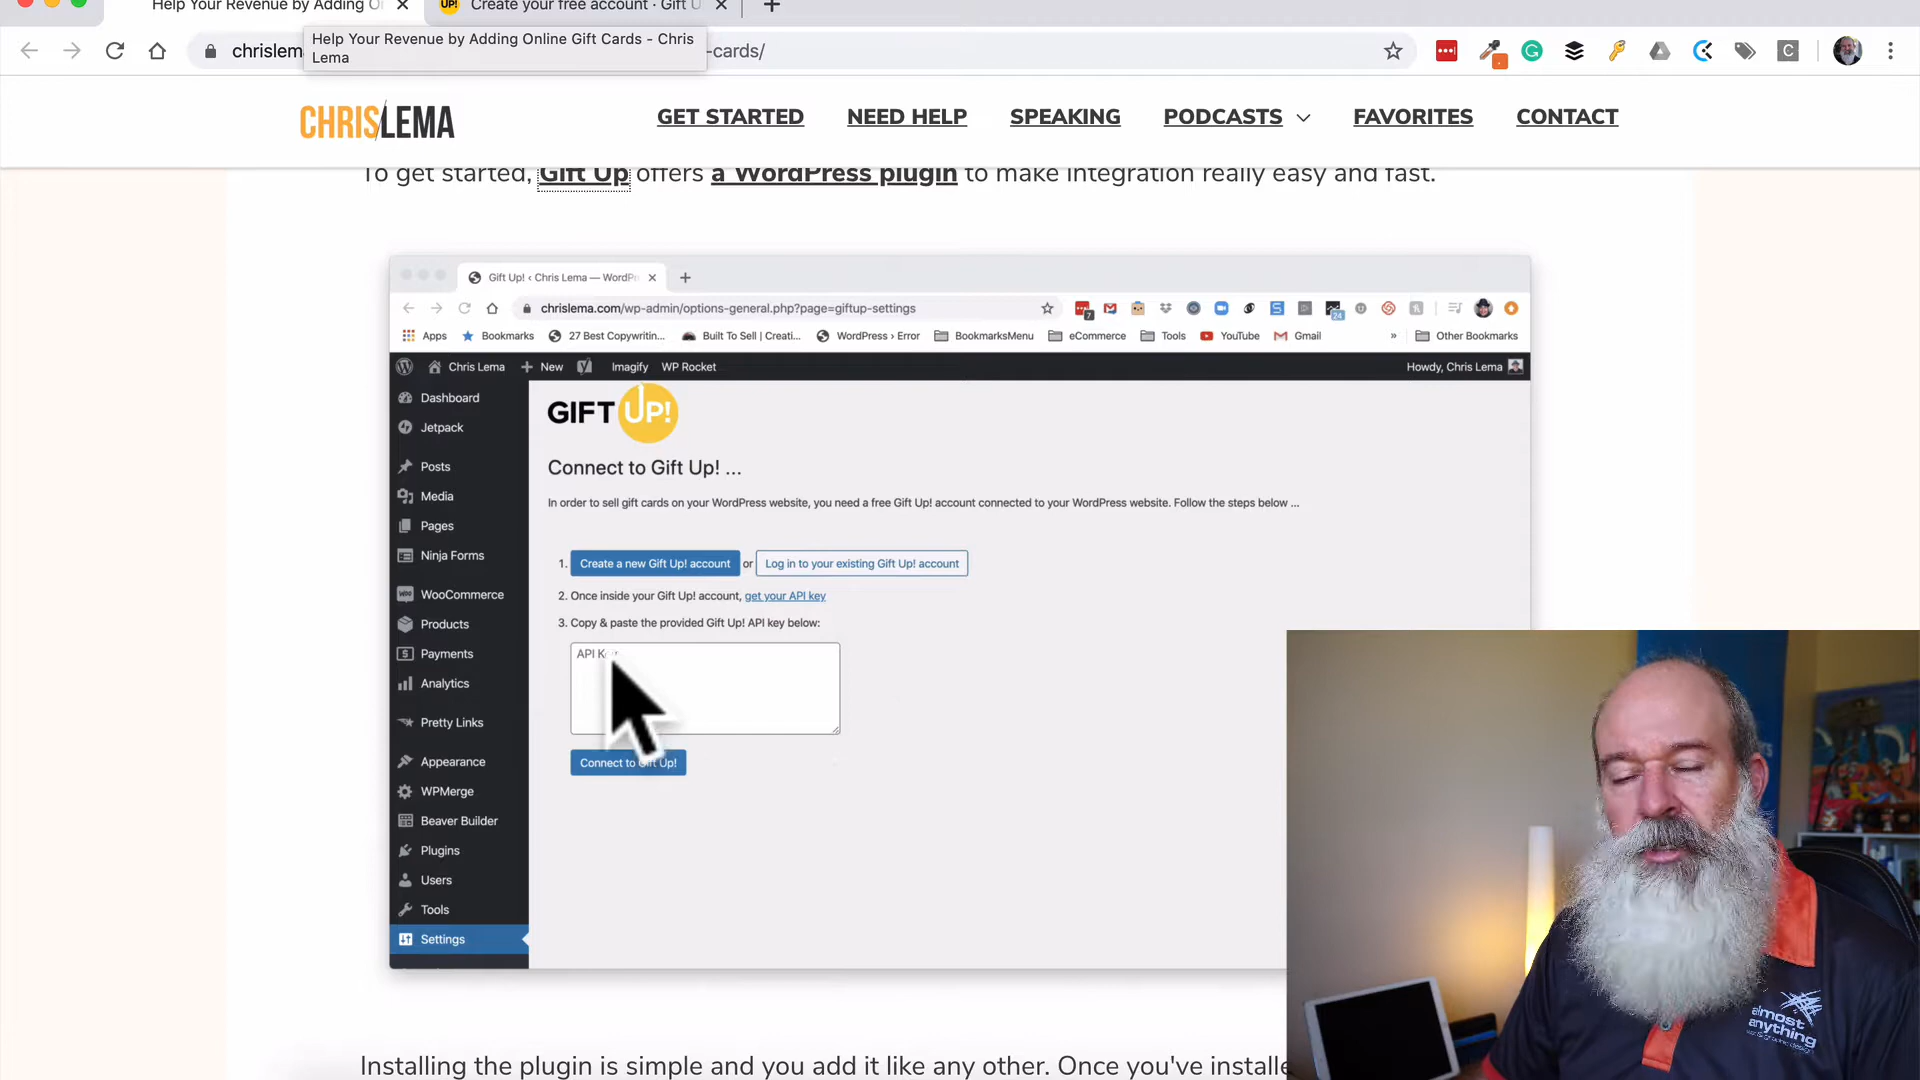 Help Your Revenue by Adding
UP!
Create your free account · Gift
Help Your Revenue by Adding Online Gift Cards - Chris
Lema
-cards/
CHRISLEMA
GET STARTED
NEED HELP
SPEAKING
PODCASTS
FAVORITES
CONTACT
To get started, Gift Up offers a WordPress plugin to make integration really easy and fast.
Gift Up! ‹ Chris Lema —
chrislema.com/wp-admin/options-general.php?page=giftup-settings
7
24
Apps
Bookmarks
27 Best Copywritin...
Built To Sell | Creati...
WordPress › Error
BookmarksMenu
eCommerce
Tools
YouTube
Gmail
»
Other Bookmarks
Chris Lema
New
Imagify
WP Rocket
Howdy, Chris Lema
Dashboard
Jetpack
Posts
Media
Pages
Ninja Forms
WooCommerce
Products
Payments
Analytics
Pretty Links
Appearance
WPMerge
Beaver Builder
Plugins
Users
Tools
Settings
GIFT UP!
Connect to Gift Up! ...
In order to sell gift cards on your WordPress website, you need a free Gift Up! account connected to your WordPress website. Follow the steps below ...
1. Create a new Gift Up! account or Log in to your existing Gift Up! account
2. Once inside your Gift Up! account, get your API key
3. Copy & paste the provided Gift Up! API key below:
API
Connect to Gift Up!
almost
anything
Installing the plugin is simple and you add it like any other. Once you've